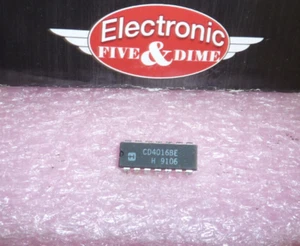 Electronic
FIVE & DIME
CD4016BE
H 9106